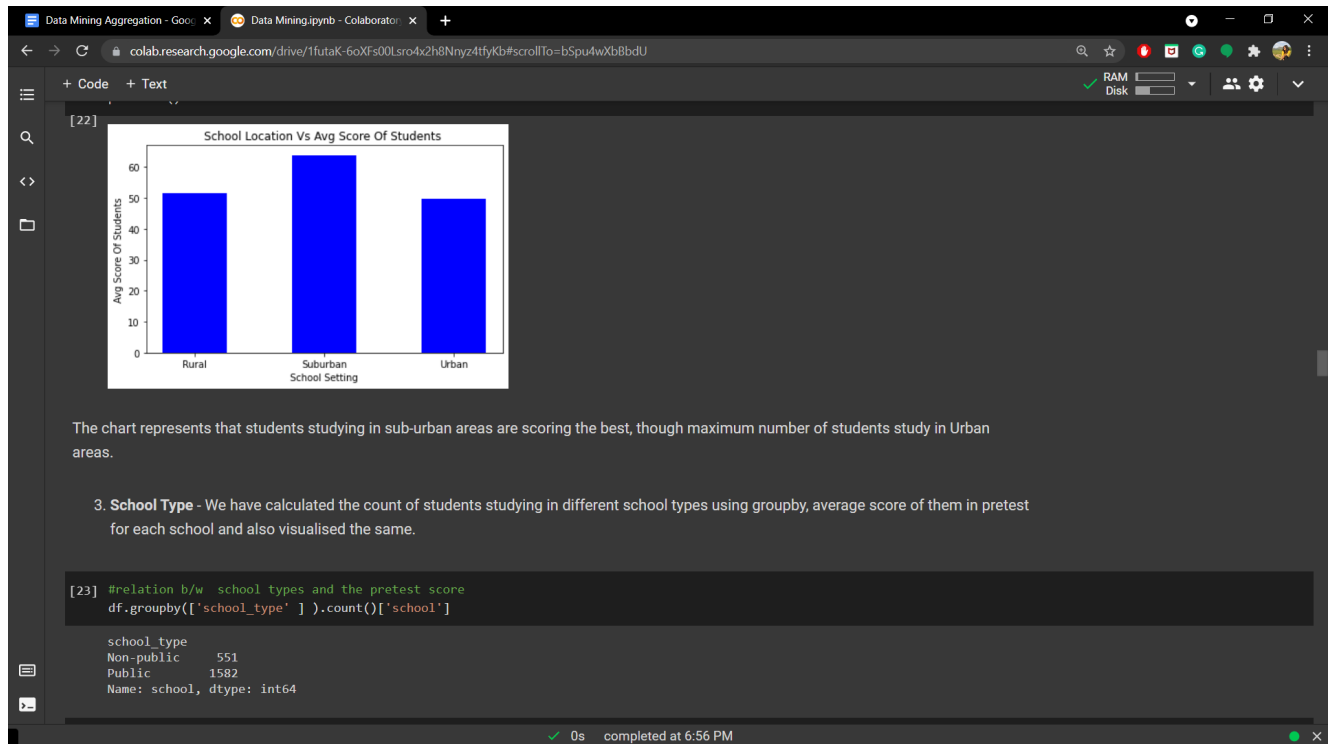 Data Mining Aggregation - Goog
Data Mining.ipynb - Colaborator
colab.research.google.com/drive/1futaK-6oXFs00Lsro4x2h8Nnyz4tfyKb#scrollTo=bSpu4wXbBbdU
+ Code + Text
RAM
Disk
[22]
School Location Vs Avg Score Of Students
Avg Score Of Students
60
50
40
30
20
10
0
Rural Suburban Urban
School Setting
The chart represents that students studying in sub-urban areas are scoring the best, though maximum number of students study in Urban
areas.
3. School Type - We have calculated the count of students studying in different school types using groupby, average score of them in pretest
for each school and also visualised the same.
[23] #relation b/w  school types and the pretest score
df.groupby(['school_type' ] ).count()['school']
school_type
Non-public     551
Public        1582
Name: school, dtype: int64
0s completed at 6:56 PM